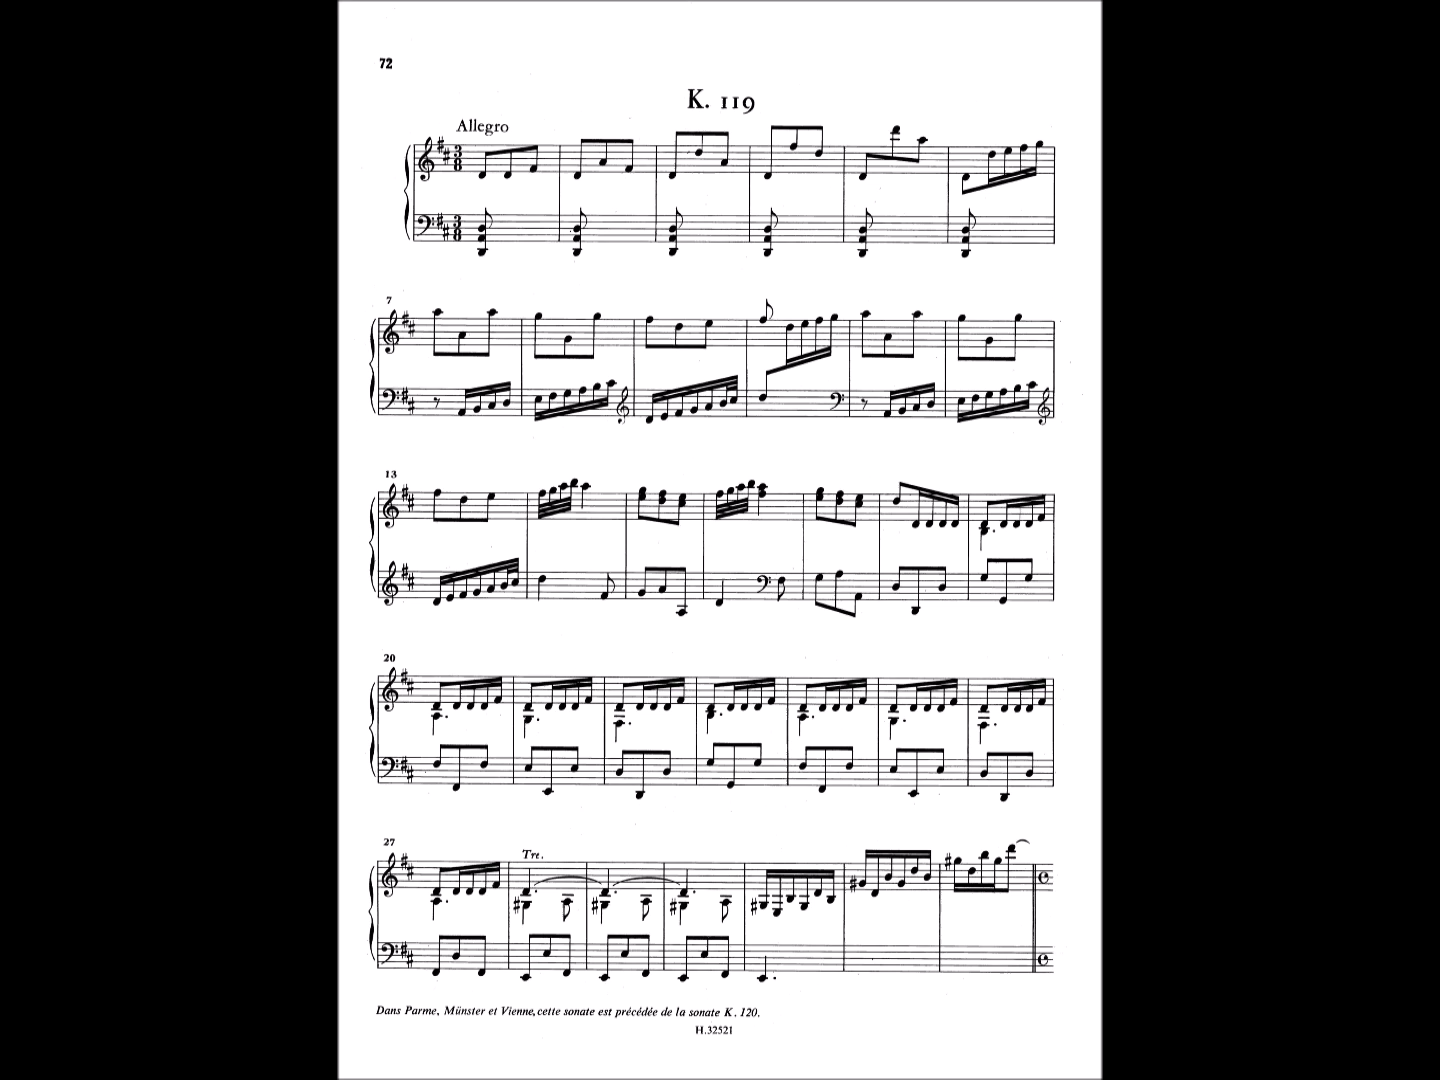 72
K. 119
Allegro
7
13
20
27
Tre.
Dans Parme, Münster et Vienne, cette sonate est précédée de la sonate K. 120.
H.32521